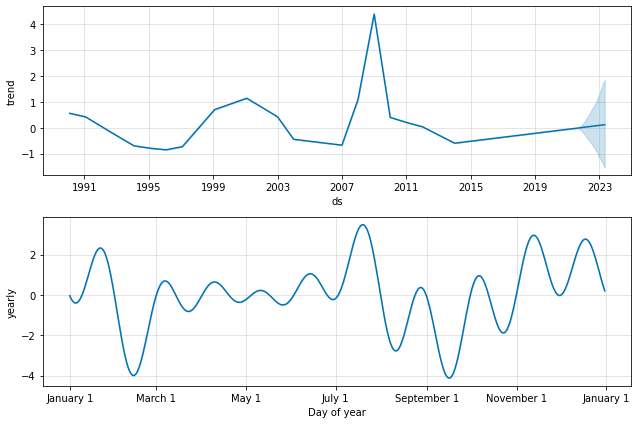 4
3
2
1
0
−1
trend
1991 1995 1999 2003 2007 2011 2015 2019 2023
ds
2
0
−2
−4
yearly
January 1 March 1 May 1 July 1 September 1 November 1 January 1
Day of year